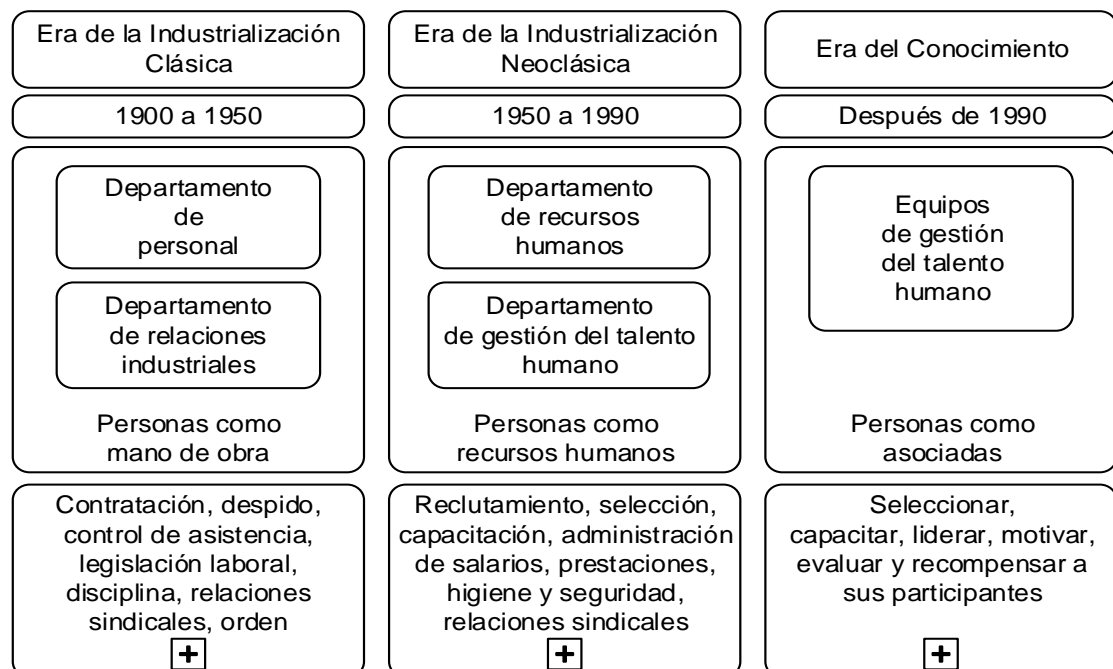 Era de la Industrialización
Clásica
Era de la Industrialización
Neoclásica
Era del Conocimiento
1900 a 1950
1950 a 1990
Después de 1990
Departamento
de
personal
Departamento
de relaciones
industriales
Personas como
mano de obra
Departamento
de recursos
humanos
Departamento
de gestión del talento
humano
Personas como
recursos humanos
Equipos
de gestión
del talento
humano
Personas como
asociadas
Contratación, despido,
control de asistencia,
legislación laboral,
disciplina, relaciones
sindicales, orden
+
Reclutamiento, selección,
capacitación, administración
de salarios, prestaciones,
higiene y seguridad,
relaciones sindicales
+
Seleccionar,
capacitar, liderar, motivar,
evaluar y recompensar a
sus participantes
+